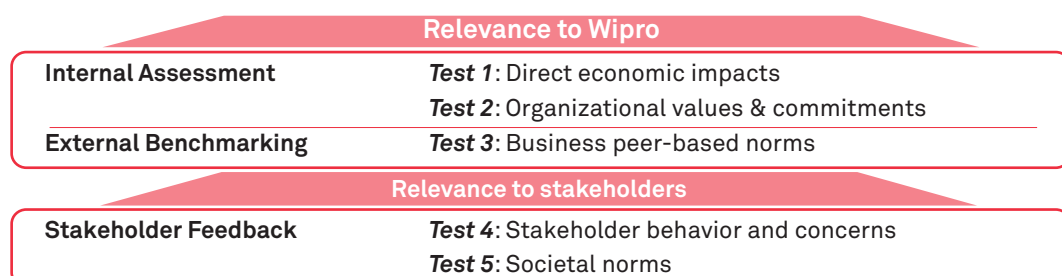 Relevance to Wipro
Internal Assessment Test 1: Direct economic impacts
Test 2: Organizational values & commitments
External Benchmarking Test 3: Business peer-based norms
Relevance to stakeholders
Stakeholder Feedback Test 4: Stakeholder behavior and concerns
Test 5: Societal norms